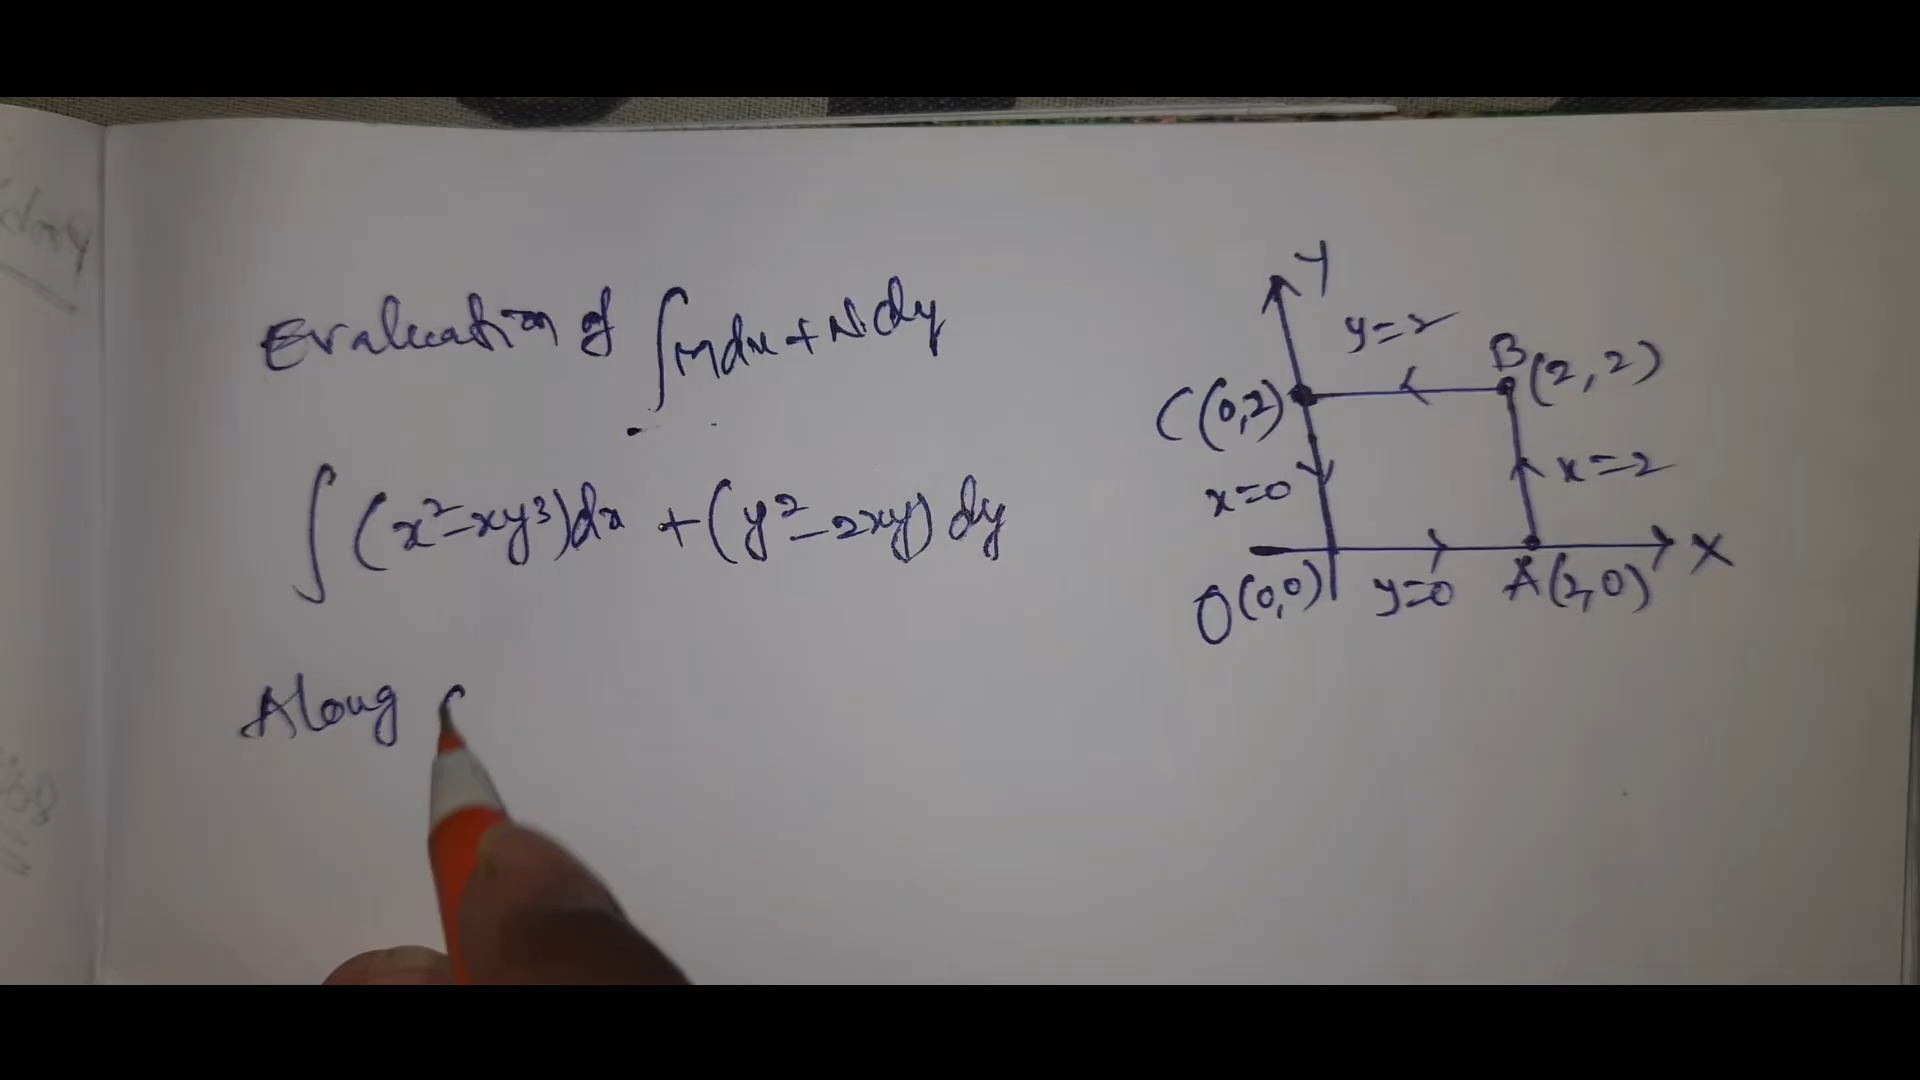 Evaluation of ∫Mdx+N.dy
∫(x²-xy³)dx + (y²-2xy)dy
Along
Y
y=2
B(2,2)
C(0,2)
x=2
x=0
X
O(0,0)
y=0
A(2,0)